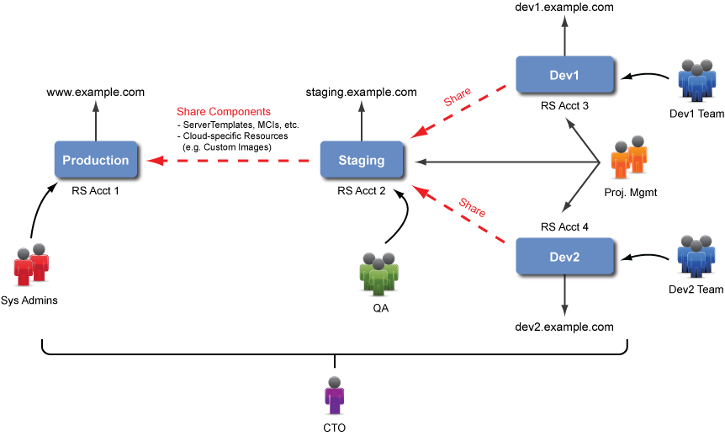 dev1.example.com
Dev1
RS Acct 3
Dev1 Team
www.example.com
Share Components
- ServerTemplates, MCIs, etc.
- Cloud-specific Resources
(e.g. Custom Images)
staging.example.com
Share
Production
RS Acct 1
Staging
RS Acct 2
Proj. Mgmt
Share
RS Acct 4
Dev2
Dev2 Team
Sys Admins
QA
dev2.example.com
CTO